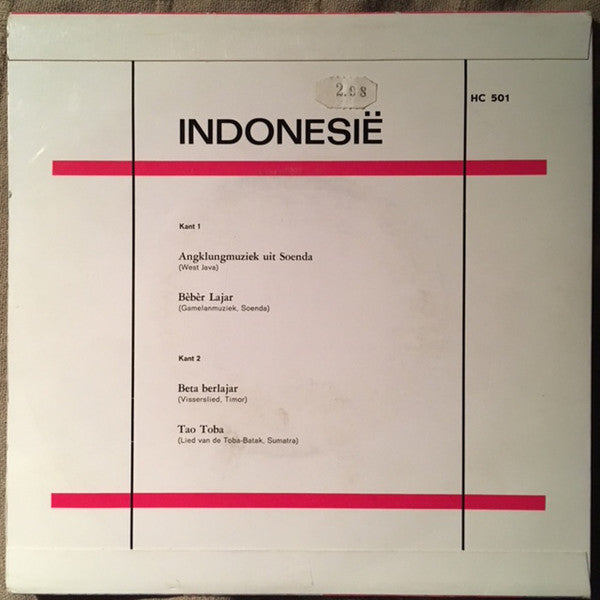 2.98
HC 501
INDONESIË
Kant 1
Angklungmuziek uit Soenda
(West Java)
Bèbèr Lajar
(Gamelanmuziek, Soenda)
Kant 2
Beta berlajar
(Visserslied, Timor)
Tao Toba
(Lied van de Toba-Batak, Sumatra)